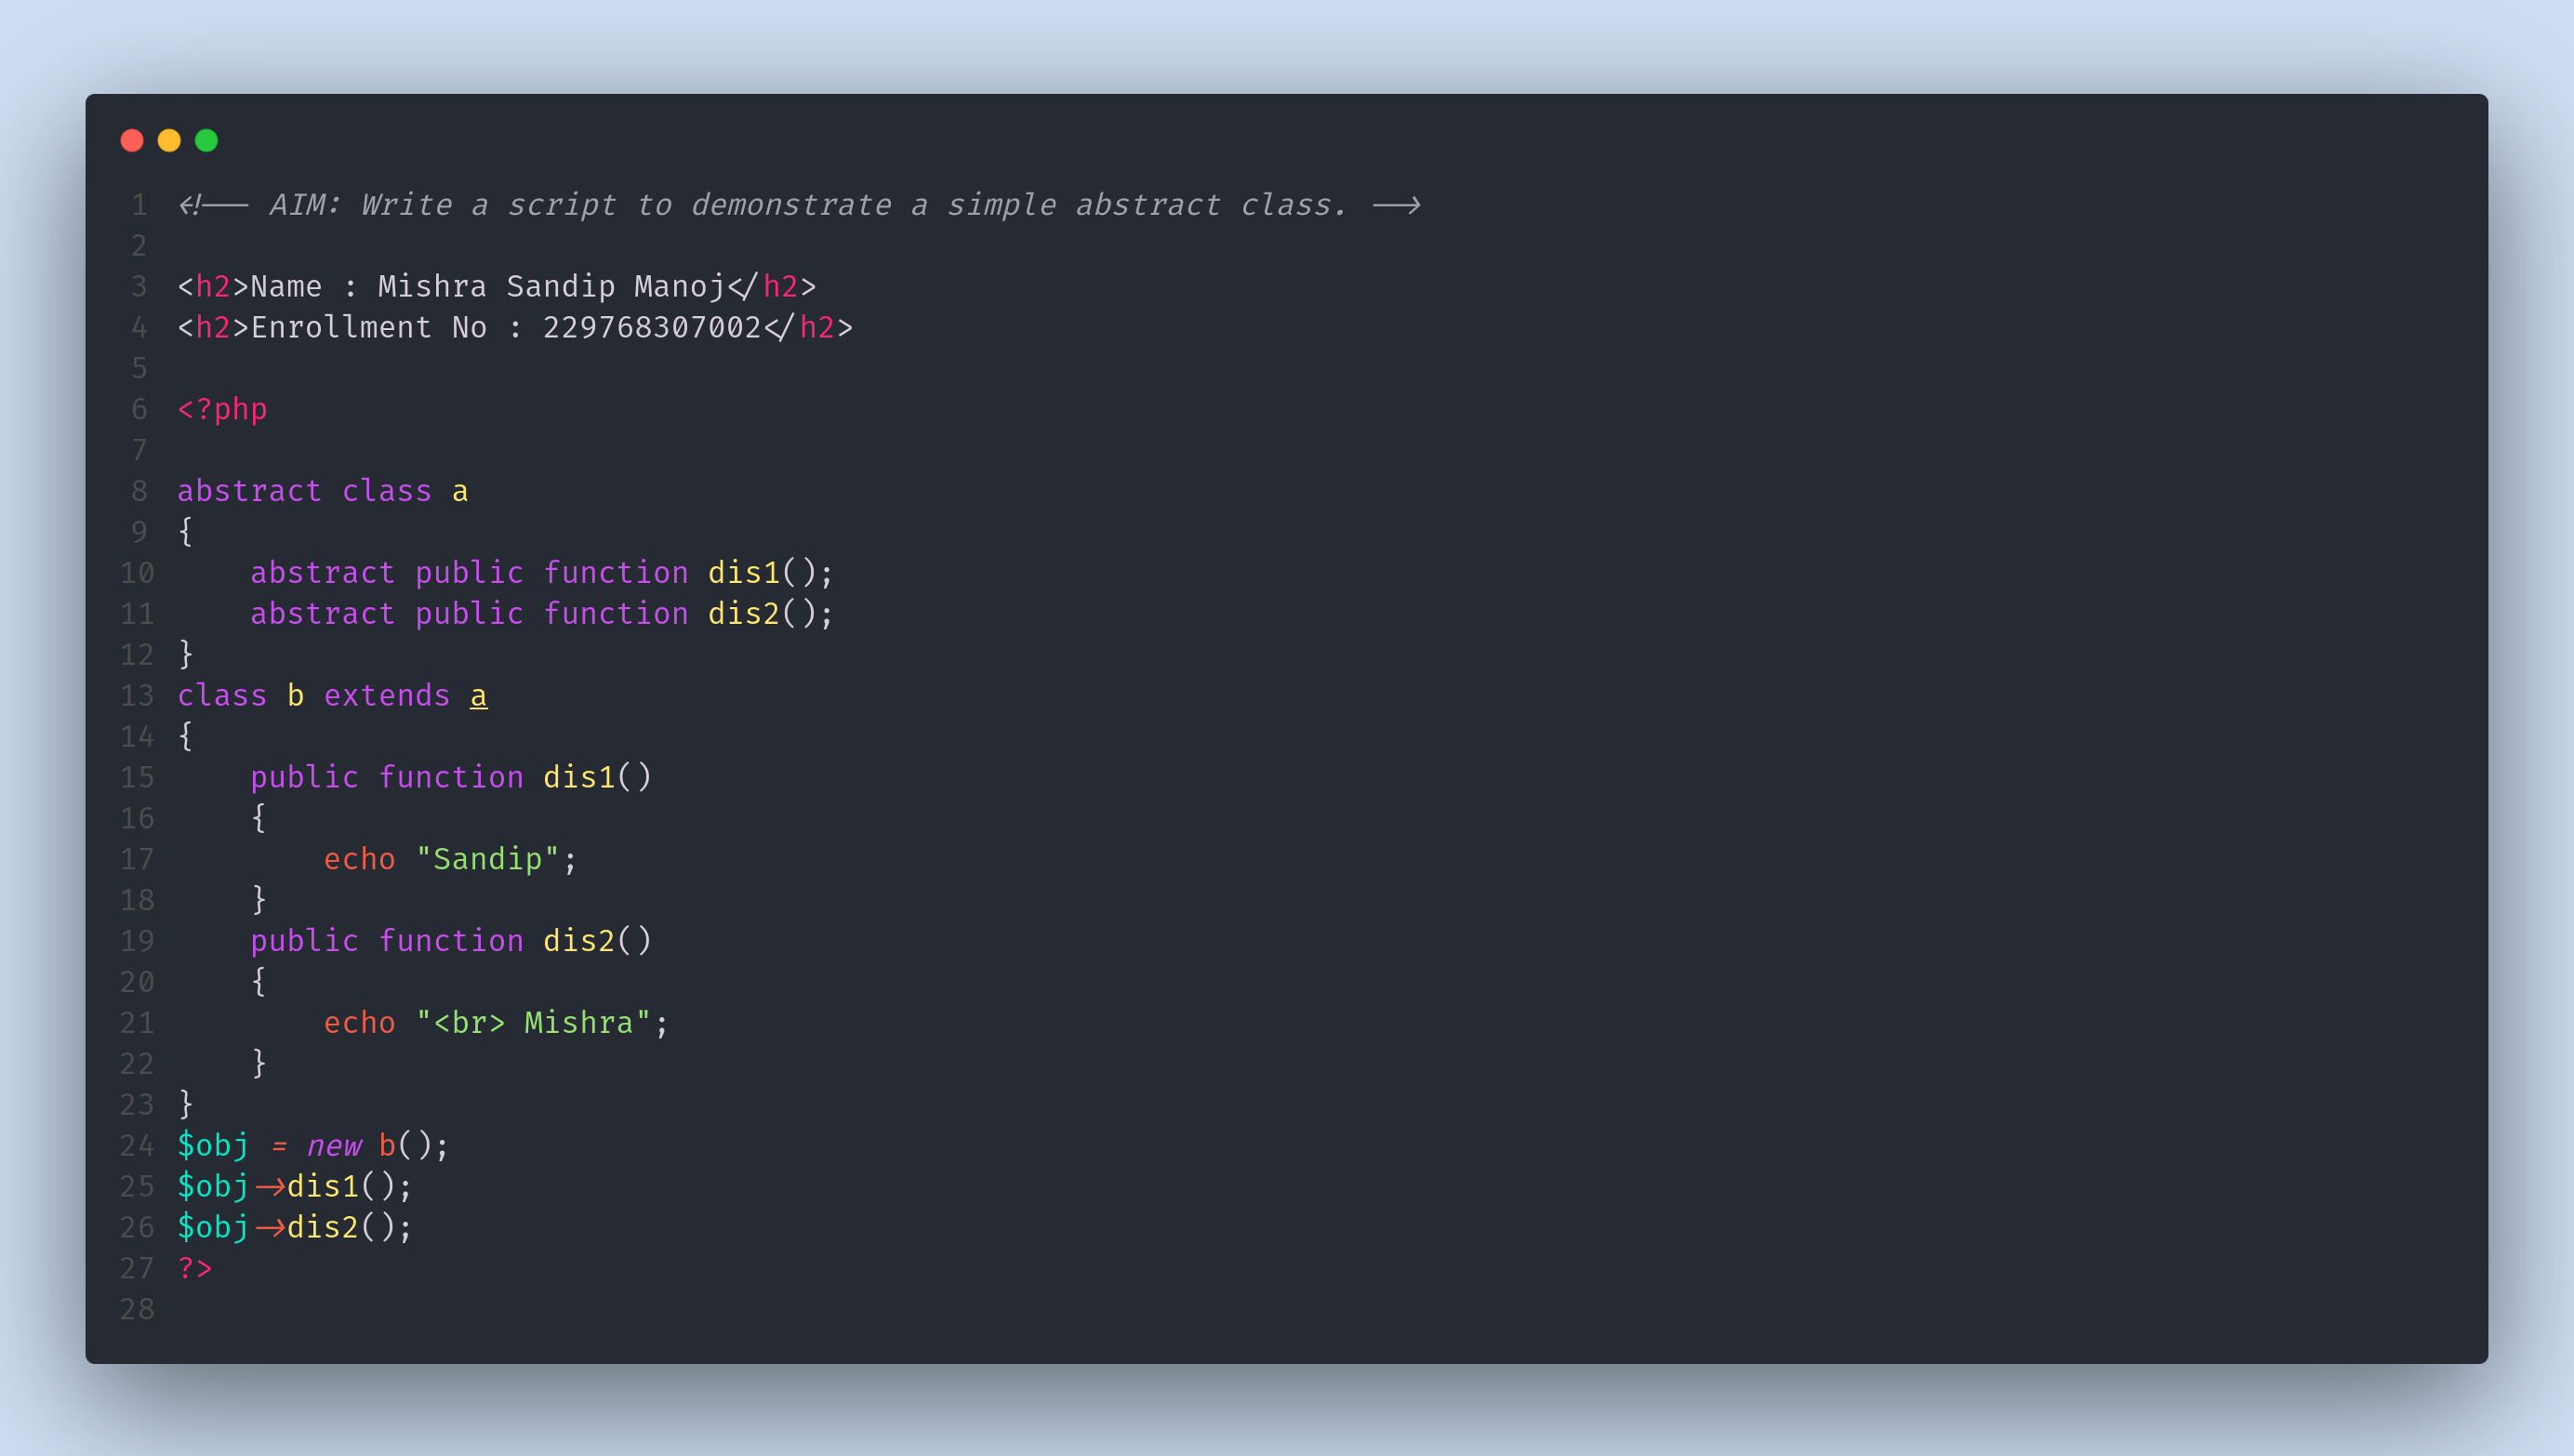 1 <!-- AIM: Write a script to demonstrate a simple abstract class. -->
2
3 <h2>Name : Mishra Sandip Manoj</h2>
4 <h2>Enrollment No : 229768307002</h2>
5
6 <?php
7
8 abstract class a
9 {
10     abstract public function dis1();
11     abstract public function dis2();
12 }
13 class b extends a
14 {
15     public function dis1()
16     {
17         echo "Sandip";
18     }
19     public function dis2()
20     {
21         echo "<br> Mishra";
22     }
23 }
24 $obj = new b();
25 $obj->dis1();
26 $obj->dis2();
27 ?>
28